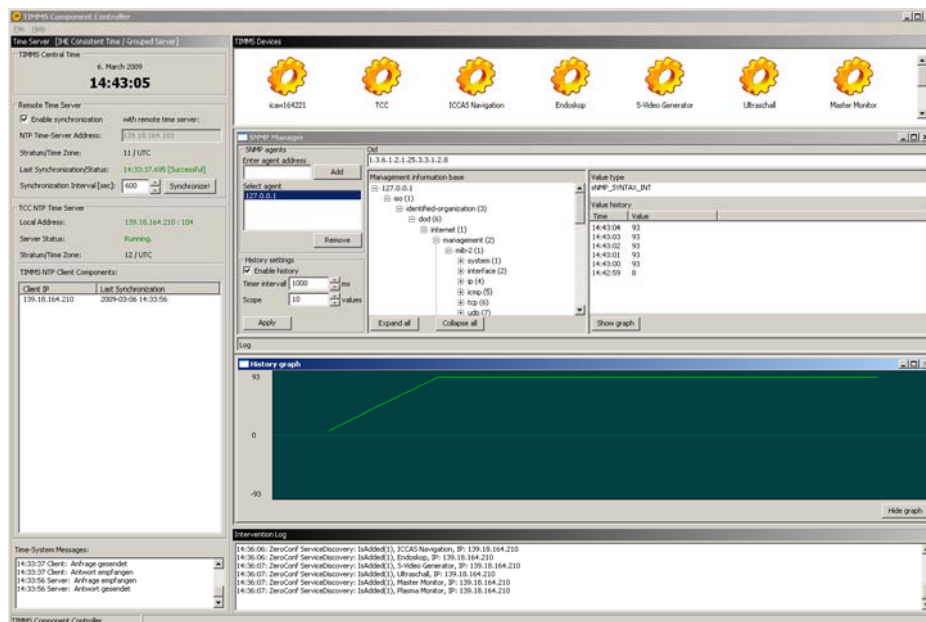 TIMMS Component Controller
File Help
Time Server [IHE Consistent Time / Grouped Server]
TIMMS Central Time
6. March 2009
14:43:05
Remote Time Server
Enable synchronization with remote time server:
NTP Time-Server Address: 139.18.164.103
Stratum/Time Zone: 11 / UTC
Last Synchronization/Status: 14:33:37.695 [Successful]
Synchronization Interval [sec]: 600 Synchronize!
TCC NTP Time Server
Local Address: 139.18.164.210 : 104
Server Status: Running.
Stratum/Time Zone: 12 / UTC
TIMMS NTP Client Components:
Client IP Last Synchronization
139.18.164.210 2009-03-06 14:33:56
Time-System Messages:
14:33:37 Client: Anfrage gesendet
14:33:37 Client: Antwort empfangen
14:33:56 Server: Anfrage empfangen
14:33:56 Server: Antwort gesendet
TIMMS Devices
icaw164221 TCC ICCAS Navigation Endoskop S-Video Generator Ultraschall Master Monitor
SNMP Manager
SNMP agents
Enter agent address
Add
Select agent
127.0.0.1
Remove
History settings
Enable history
Timer interval 1000 ms
Scope 10 values
Apply
Oid
1.3.6.1.2.1.25.3.3.1.2.8
Management information base
127.0.0.1
iso (1)
identified-organization (3)
dod (6)
internet (1)
management (2)
mib-2 (1)
system (1)
interface (2)
ip (4)
icmp (5)
tcp (6)
udp (7)
Expand all Collapse all
Value type
sNMP_SYNTAX_INT
Value history
Time Value
14:43:04 93
14:43:03 93
14:43:02 93
14:43:01 93
14:43:00 93
14:42:59 8
Show graph
Log
History graph
93
0
-93
Hide graph
Intervention Log
14:36:06: ZeroConf ServiceDiscovery: IsAdded(1), ICCAS Navigation, IP: 139.18.164.210
14:36:06: ZeroConf ServiceDiscovery: IsAdded(1), Endoskop, IP: 139.18.164.210
14:36:07: ZeroConf ServiceDiscovery: IsAdded(1), S-Video Generator, IP: 139.18.164.210
14:36:07: ZeroConf ServiceDiscovery: IsAdded(1), Ultraschall, IP: 139.18.164.210
14:36:07: ZeroConf ServiceDiscovery: IsAdded(1), Master Monitor, IP: 139.18.164.210
14:36:07: ZeroConf ServiceDiscovery: IsAdded(1), Plasma Monitor, IP: 139.18.164.210
TIMMS Component Controller